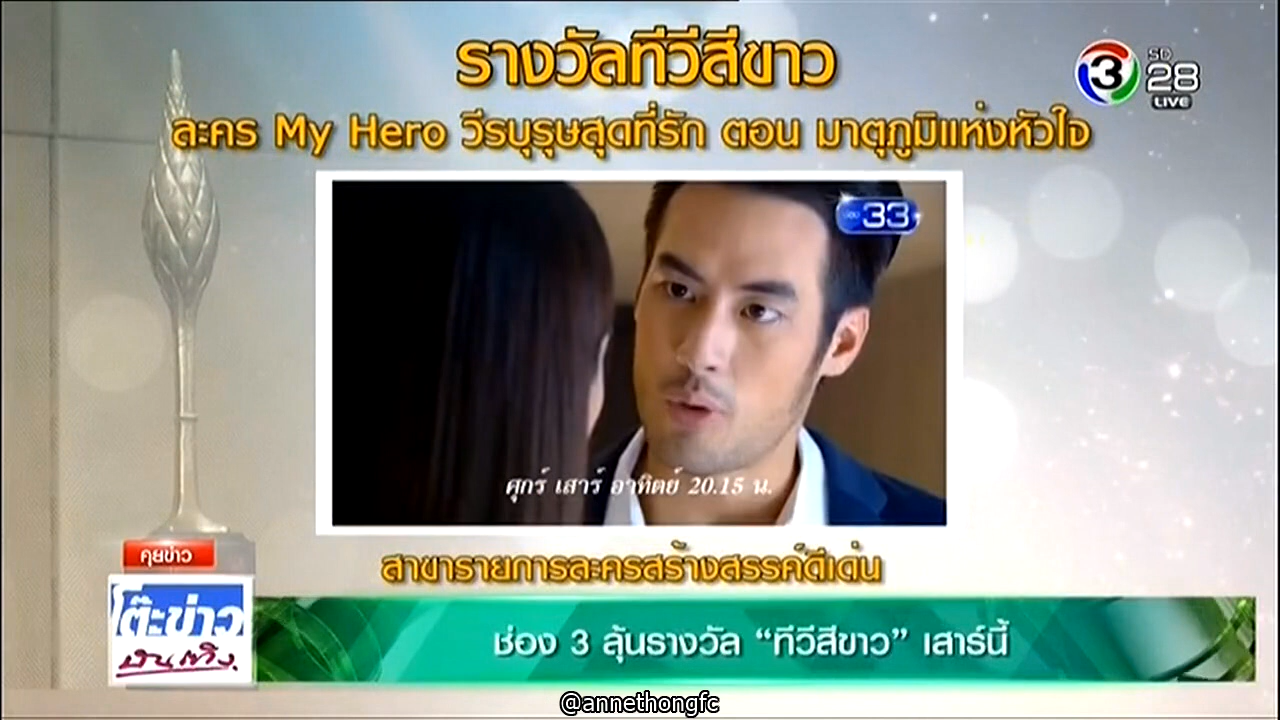 รางวัลทีวีสีขาว
3 SD 28 LIVE
ละคร My Hero วีรบุรุษสุดที่รัก ตอน มาตุภูมิแห่งหัวใจ
ช่อง 33
ศุกร์ เสาร์ อาทิตย์ 20.15 น.
สาขารายการละครสร้างสรรค์ดีเด่น
คุยข่าว
โต๊ะข่าว
บันเทิง
ช่อง 3 ลุ้นรางวัล “ทีวีสีขาว” เสาร์นี้
@annethongfc